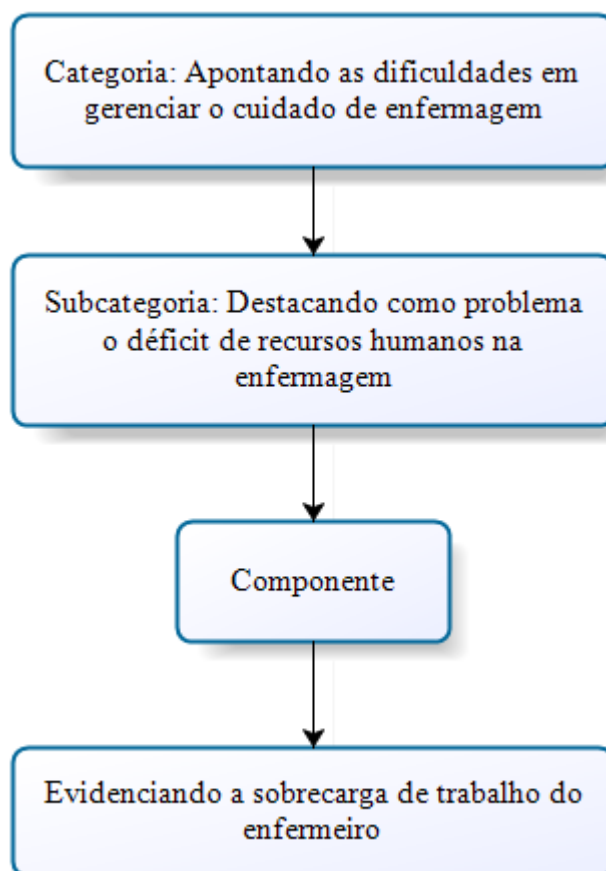 Categoria: Apontando as dificuldades em
gerenciar o cuidado de enfermagem
Subcategoria: Destacando como problema
o déficit de recursos humanos na
enfermagem
Componente
Evidenciando a sobrecarga de trabalho do
enfermeiro